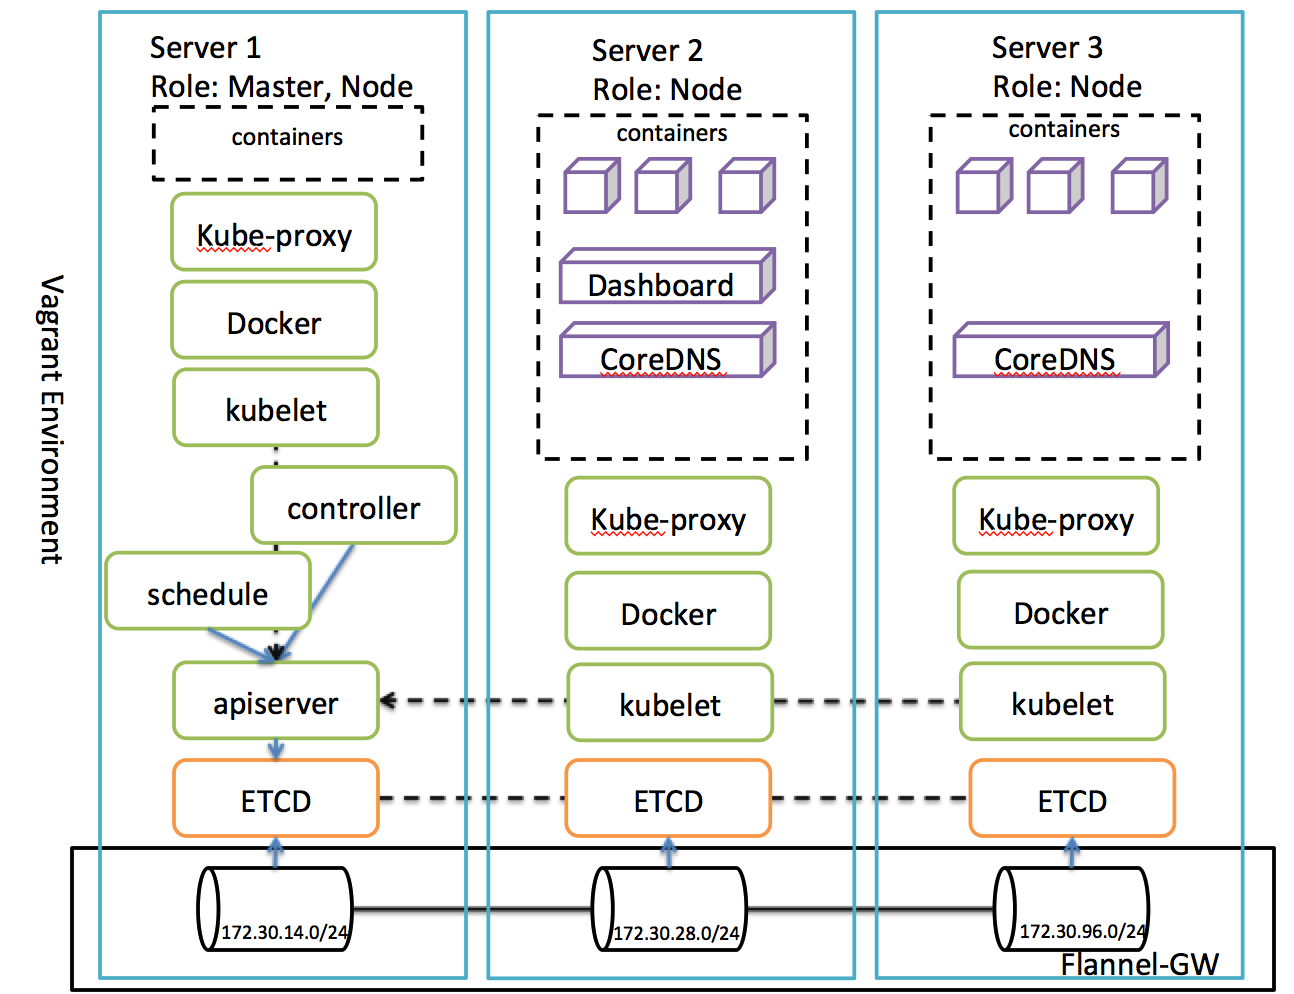 Vagrant Environment
Server 1
Role: Master, Node
containers
Kube-proxy
Docker
kubelet
controller
schedule
apiserver
ETCD
172.30.14.0/24
Server 2
Role: Node
containers
Dashboard
CoreDNS
Kube-proxy
Docker
kubelet
ETCD
172.30.28.0/24
Server 3
Role: Node
containers
CoreDNS
Kube-proxy
Docker
kubelet
ETCD
172.30.96.0/24
Flannel-GW